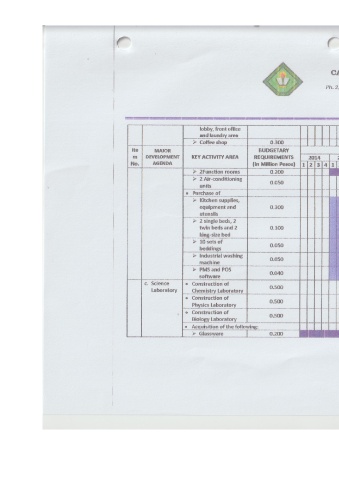 CA
Ph. 2
lobby, front office
and laundry area
➢ Coffee shop 0.300
Ite
m
No.
MAJOR
DEVELOPMENT
AGENDA
KEY ACTIVITY AREA
BUDGETARY
REQUIREMENTS
(In Million Pesos)
2014 2
1 2 3 4 1
➢ 2Function rooms 0.200
➢ 2 Air-conditioning
units 0.050
• Purchase of
➢ Kitchen supplies,
equipment and
utensils 0.300
➢ 2 single beds, 2
twin beds and 2
king-size bed 0.300
➢ 10 sets of
beddings 0.050
➢ Industrial washing
machine 0.050
➢ PMS and POS
software 0.040
c. Science
Laboratory
• Construction of
Chemistry Laboratory 0.500
• Construction of
Physics Laboratory 0.500
• Construction of
Biology Laboratory 0.500
• Acquisition of the following:
➢ Glassware 0.200